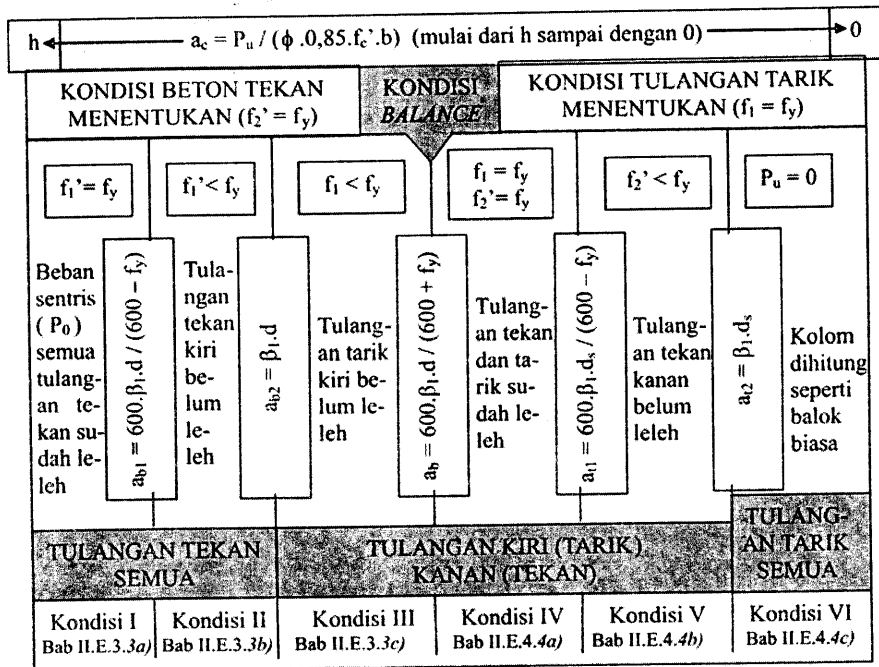 h
a_c = P_u / (ϕ .0,85.f_c'.b)  (mulai dari h sampai dengan 0)
0
KONDISI BETON TEKAN
MENENTUKAN (f_2' = f_y)
KONDISI
BALANCE
KONDISI TULANGAN TARIK
MENENTUKAN (f_1 = f_y)
f_1' = f_y
f_1' < f_y
f_1 < f_y
f_1 = f_y
f_2' = f_y
f_2' < f_y
P_u = 0
Beban
sentris
( P_0 )
semua
tulang-
an te-
kan su-
dah le-
leh
a_b1 = 600.β_1.d / (600 – f_y)
Tula-
ngan
tekan
kiri
be-
lum
le-
leh
a_b2 = β_1.d
Tulang-
an tarik
kiri be-
lum
leleh
a_b = 600.β_1.d / (600 + f_y)
Tulang-
an tekan
dan ta-
rik su-
dah le-
leh
a_t1 = 600.β_1.d_s / (600 – f_y)
Tulang-
an tekan
kanan
belum
leleh
a_t2 = β_1.d_s
Kolom
dihitung
seperti
balok
biasa
TULANGAN TEKAN
SEMUA
TULANGAN KIRI (TARIK)
KANAN (TEKAN)
TULANG-
AN TARIK
SEMUA
Kondisi I
Bab II.E.3.3a)
Kondisi II
Bab II.E.3.3b)
Kondisi III
Bab II.E.3.3c)
Kondisi IV
Bab II.E.4.4a)
Kondisi V
Bab II.E.4.4b)
Kondisi VI
Bab II.E.4.4c)